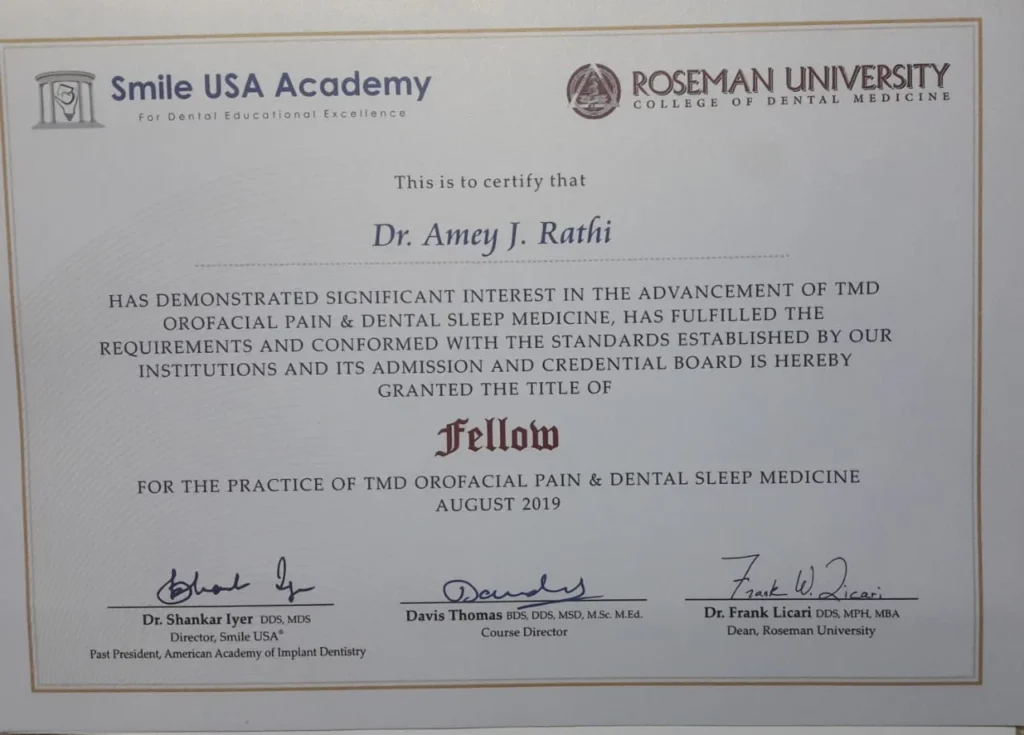 Smile USA Academy
For Dental Educational Excellence
ROSEMAN UNIVERSITY
COLLEGE OF DENTAL MEDICINE
This is to certify that
Dr. Amey J. Rathi
HAS DEMONSTRATED SIGNIFICANT INTEREST IN THE ADVANCEMENT OF TMD
OROFACIAL PAIN & DENTAL SLEEP MEDICINE, HAS FULFILLED THE
REQUIREMENTS AND CONFORMED WITH THE STANDARDS ESTABLISHED BY OUR
INSTITUTIONS AND ITS ADMISSION AND CREDENTIAL BOARD IS HEREBY
GRANTED THE TITLE OF
Fellow
FOR THE PRACTICE OF TMD OROFACIAL PAIN & DENTAL SLEEP MEDICINE
AUGUST 2019
Frank W. Licari
Dr. Shankar Iyer DDS, MDS
Director, Smile USA®
Past President, American Academy of Implant Dentistry
Davis Thomas BDS, DDS, MSD, M.Sc. M.Ed.
Course Director
Dr. Frank Licari DDS, MPH, MBA
Dean, Roseman University